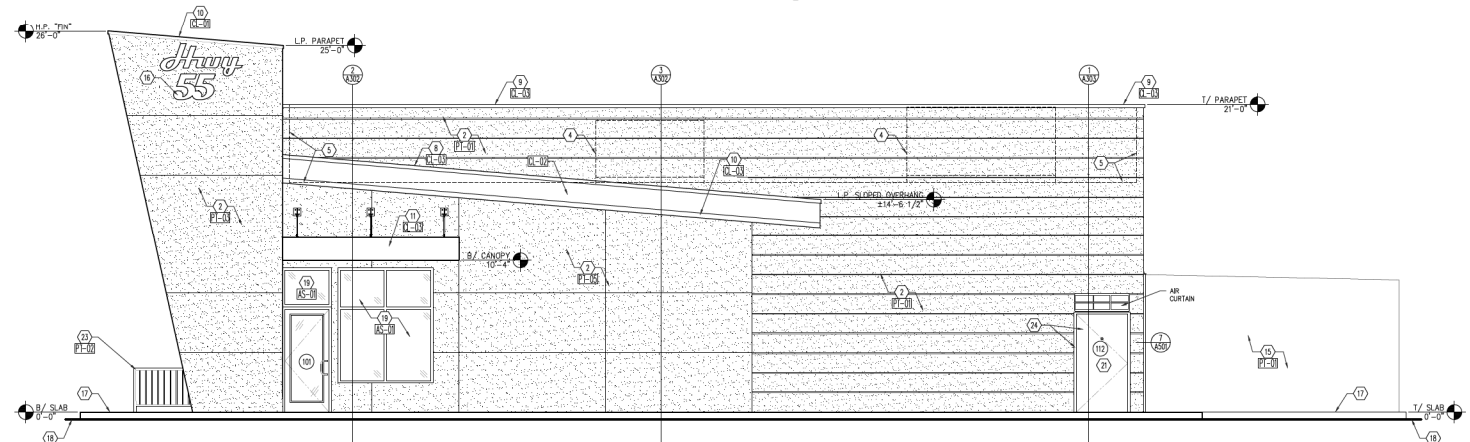 10
CL-01
H.P. "FIN"
26'-0"
L.P. PARAPET
25'-0"
Hwy
55
16
2
A302
3
A302
1
A303
9
CL-03
9
CL-03
T/ PARAPET
21'-0"
2
PT-01
4
4
5
8
CL-03
CL-02
10
CL-03
5
L.P. SLOPED OVERHANG
±14'-6 1/2"
2
PT-03
11
CL-03
B/ CANOPY
10'-4"
2
PT-05
19
AS-01
2
PT-01
AIR
CURTAIN
19
AS-01
24
23
PT-02
101
112
21
7
A501
15
PT-01
17
17
B/ SLAB
0'-0"
T/ SLAB
0'-0"
18
18